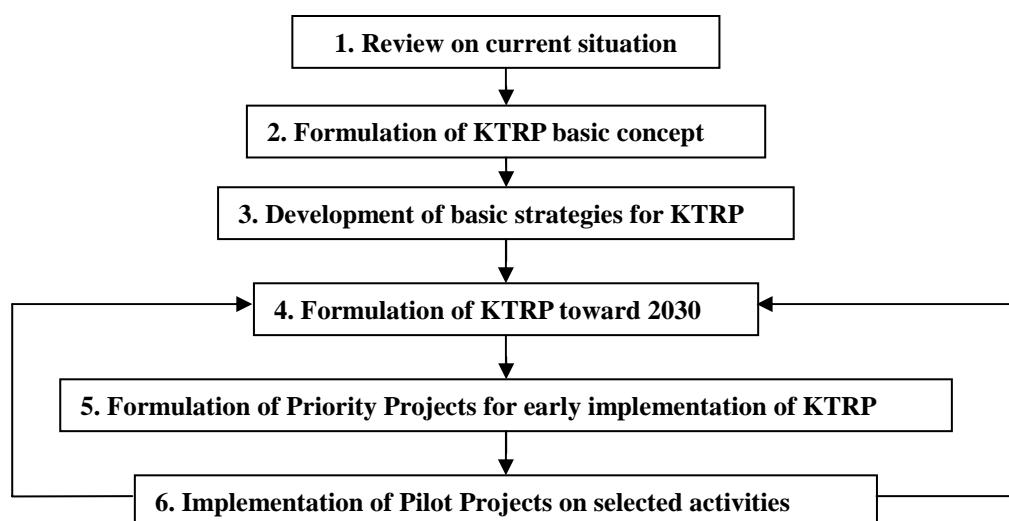 1. Review on current situation
2. Formulation of KTRP basic concept
3. Development of basic strategies for KTRP
4. Formulation of KTRP toward 2030
5. Formulation of Priority Projects for early implementation of KTRP
6. Implementation of Pilot Projects on selected activities